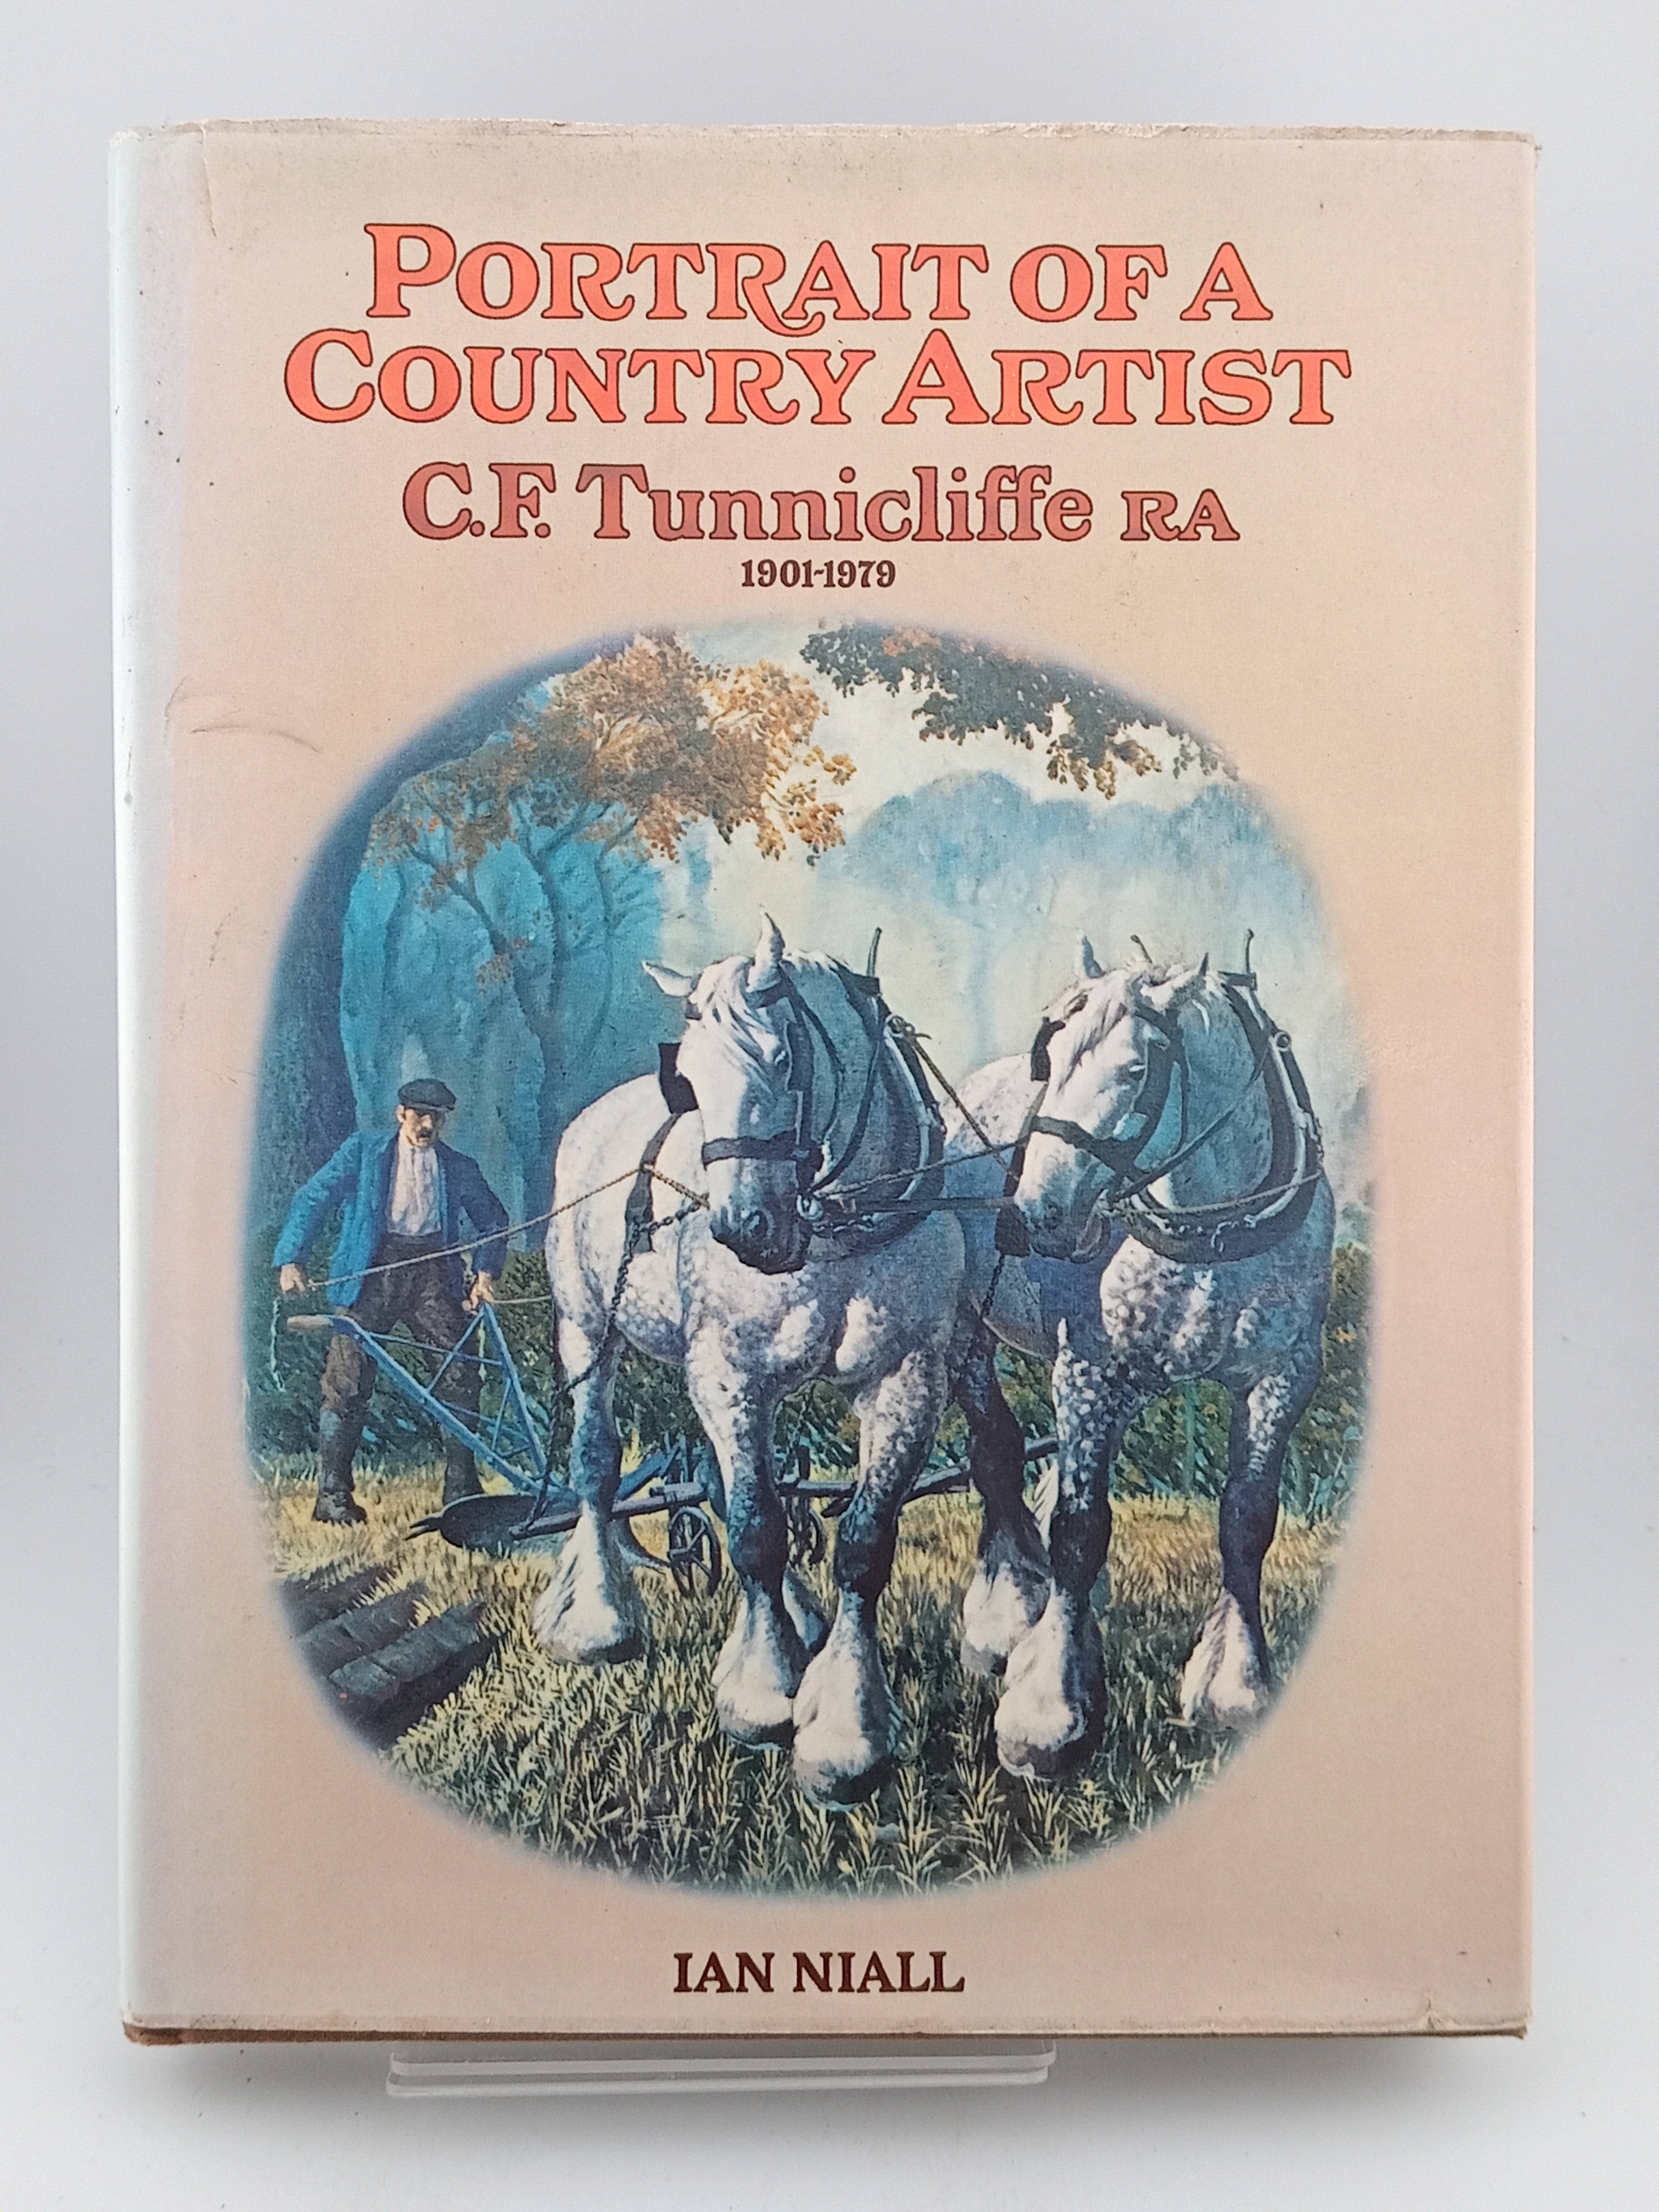 PORTRAIT OF A
COUNTRY ARTIST
C.F. Tunnicliffe RA
1901-1979
IAN NIALL